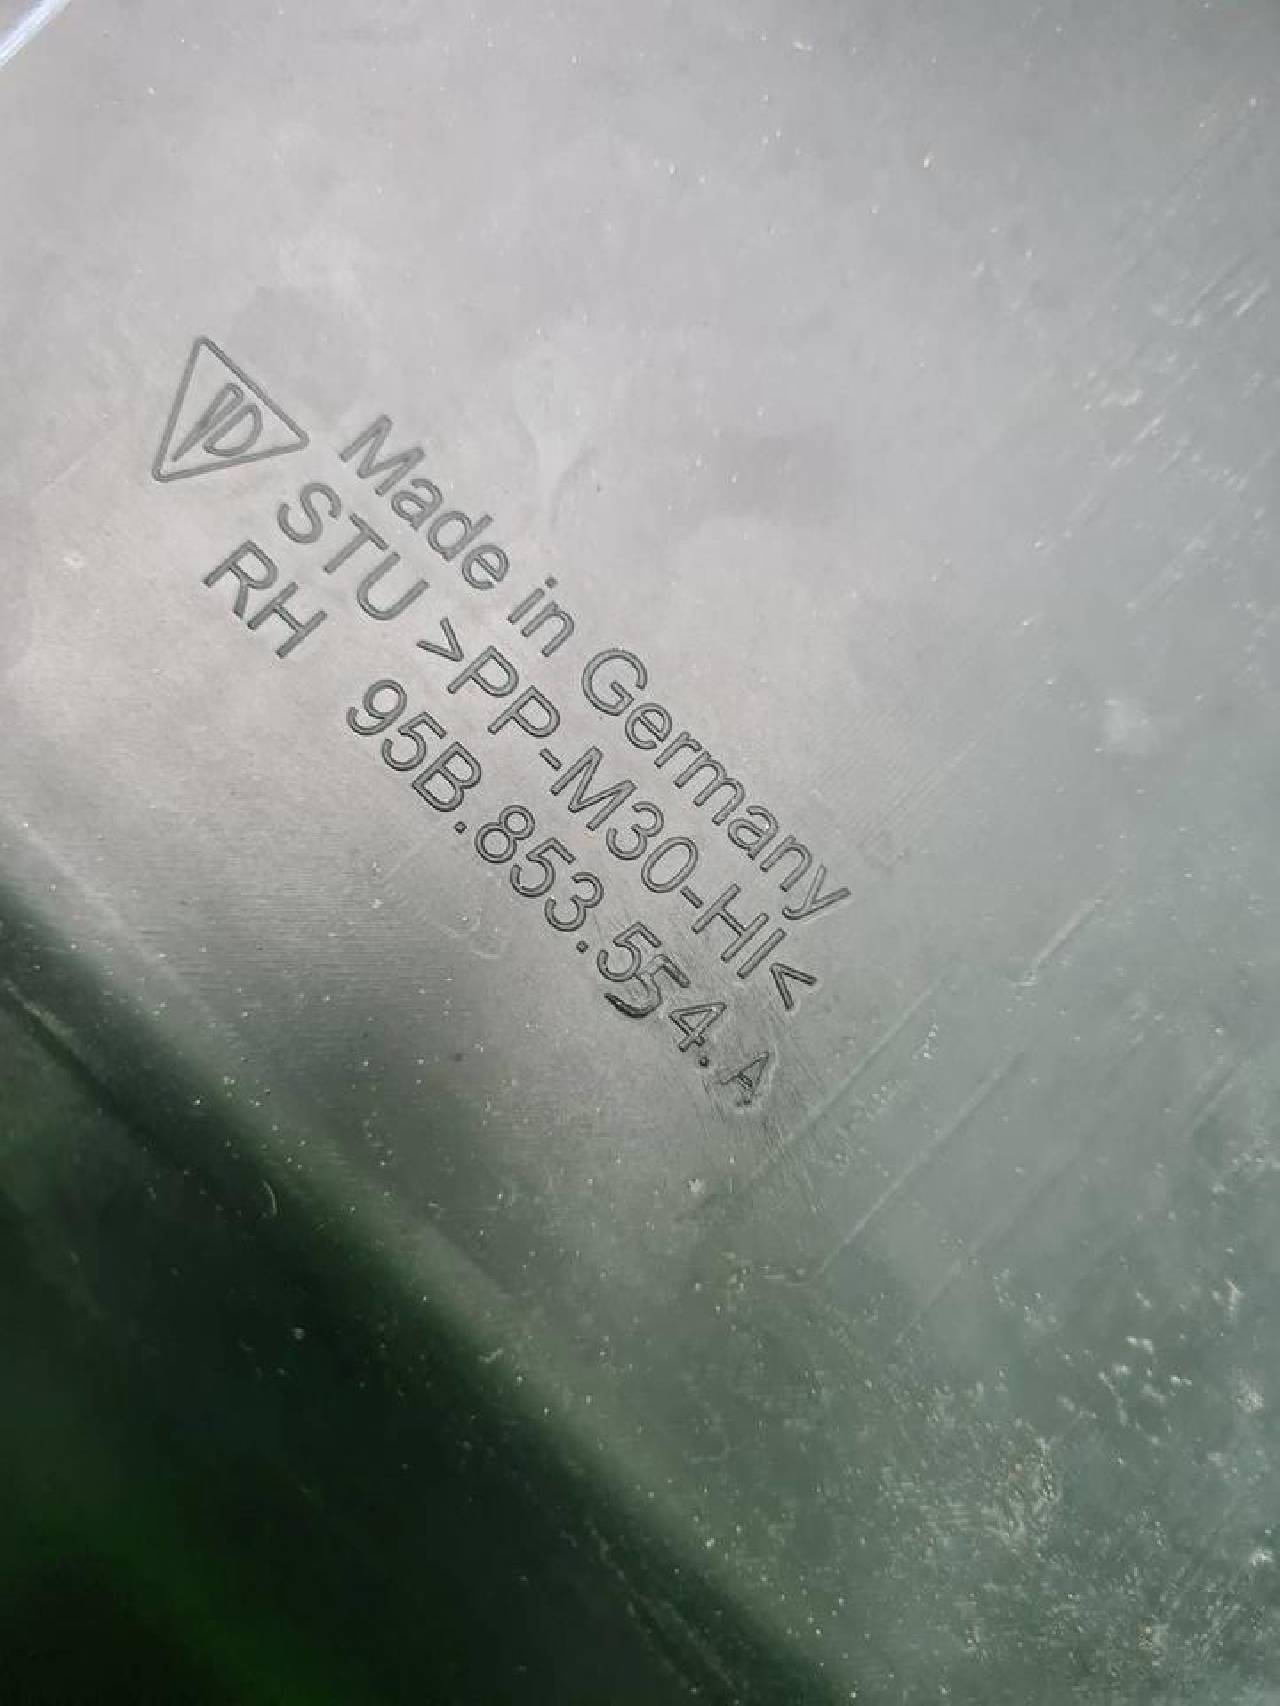 Made in Germany
STU >PP-M30-HI<
RH 95B.853.554.A